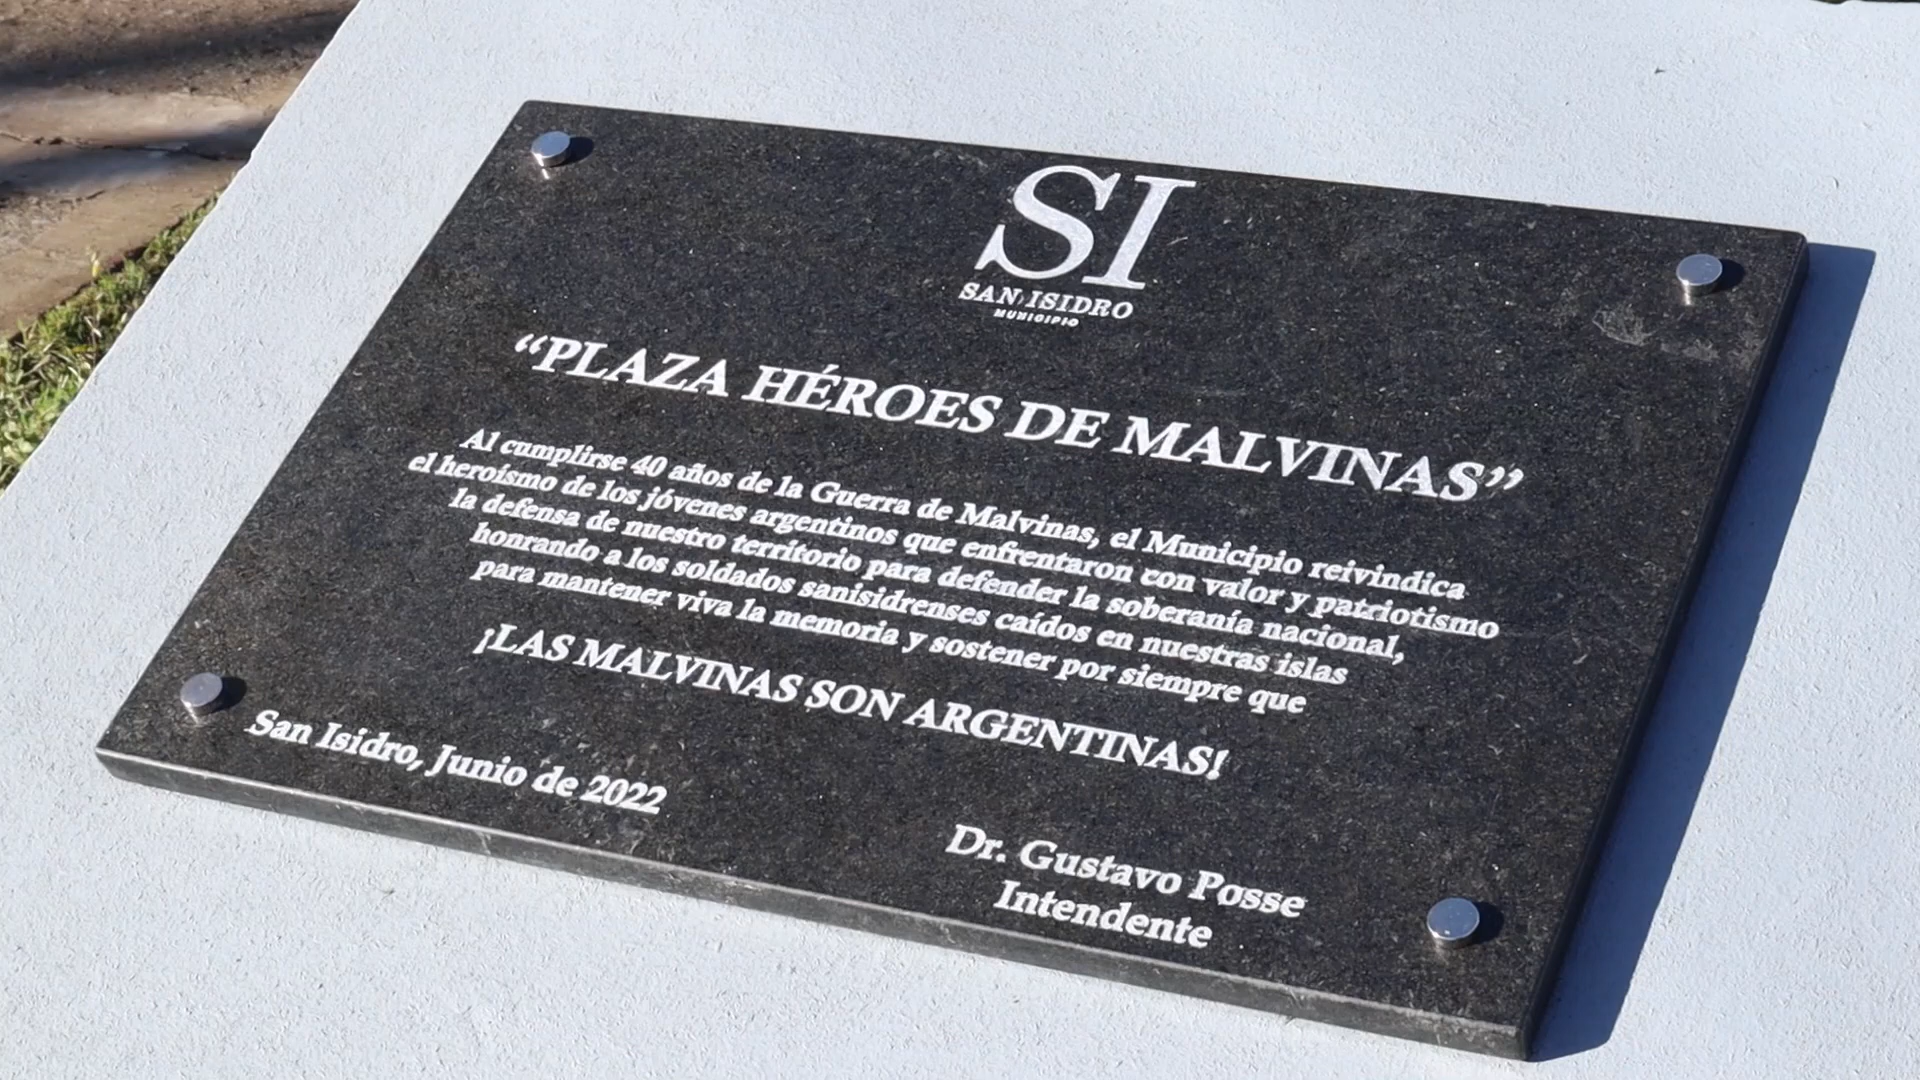 SI
SAN ISIDRO
MUNICIPIO
“PLAZA HÉROES DE MALVINAS”
Al cumplirse 40 años de la Guerra de Malvinas, el Municipio reivindica
el heroísmo de los jóvenes argentinos que enfrentaron con valor y patriotismo
la defensa de nuestro territorio para defender la soberanía nacional,
honrando a los soldados sanisidrenses caídos en nuestras islas
para mantener viva la memoria y sostener por siempre que
¡LAS MALVINAS SON ARGENTINAS!
San Isidro, Junio de 2022
Dr. Gustavo Posse
Intendente